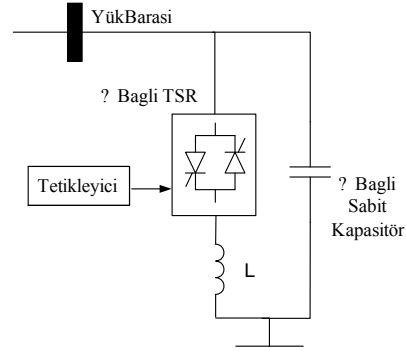 YükBarasi
? Bagli TSR
Tetikleyici
? Bagli
Sabit
Kapasitör
L